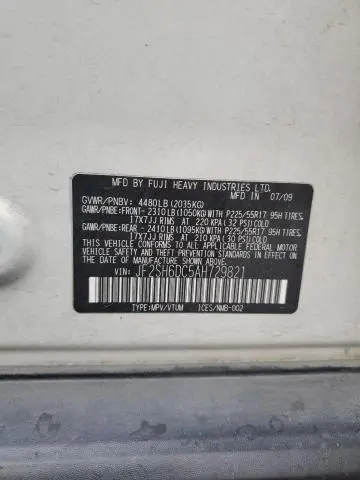 MFD BY FUJI HEAVY INDUSTRIES LTD.
GVWR/PNBV: 4480LB(2035KG) 07/09
GAWR/PNBE:FRONT- 2310LB(1050KG)WITH P225/55R17 95H TIRES,
17X7JJ RIMS AT 220 KPA(32 PSI)COLD
GAWR/PNBE:REAR - 2410LB(1095KG)WITH P225/55R17 95H TIRES,
17X7JJ RIMS AT 210 KPA(30 PSI)COLD
THIS VEHICLE CONFORMS TO ALL APPLICABLE FEDERAL MOTOR
VEHICLE SAFETY, BUMPER, AND THEFT PREVENTION STANDARDS
IN EFFECT ON THE DATE OF MANUFACTURE SHOWN ABOVE.
VIN: JF2SH6DC5AH729821
TYPE:MPV/VTUM ICES/NMB-002